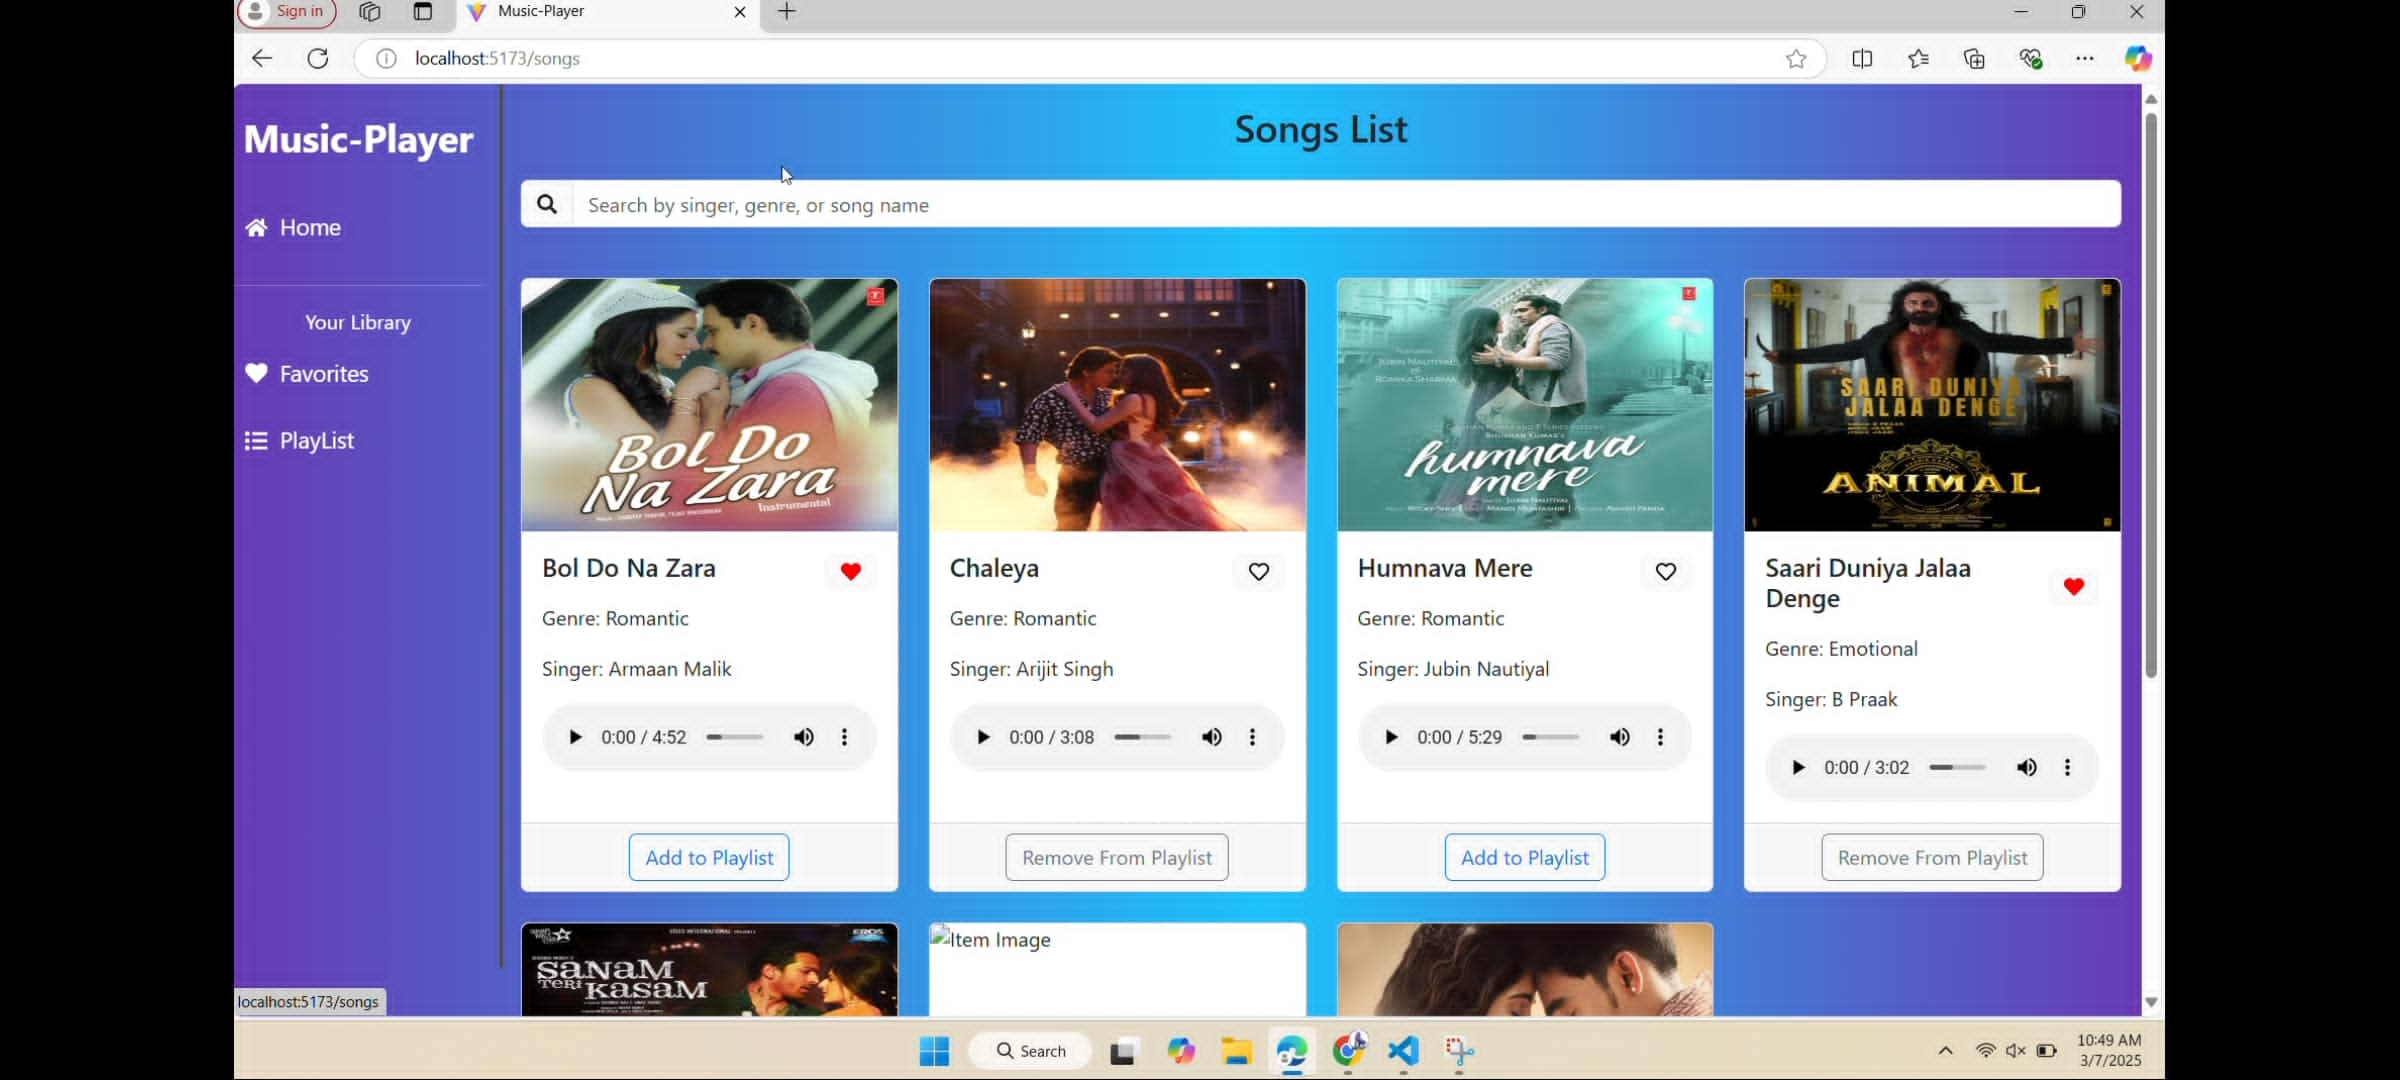 Sign in
Music-Player
localhost:5173/songs
Music-Player
Home
Your Library
Favorites
PlayList
Songs List
Search by singer, genre, or song name
Bol Do
Na Zara
Instrumental
JUBIN NAUTIYAL
ROMIKA SHARMA
humnava
mere
SAARI DUNIYA
JALAA DENGE
ANIMAL
Bol Do Na Zara
Genre: Romantic
Singer: Armaan Malik
0:00 / 4:52
Add to Playlist
Chaleya
Genre: Romantic
Singer: Arijit Singh
0:00 / 3:08
Remove From Playlist
Humnava Mere
Genre: Romantic
Singer: Jubin Nautiyal
0:00 / 5:29
Add to Playlist
Saari Duniya Jalaa
Denge
Genre: Emotional
Singer: B Praak
0:00 / 3:02
Remove From Playlist
EROS
SANAM
TERI KASAM
Item Image
localhost:5173/songs
Search
10:49 AM
3/7/2025